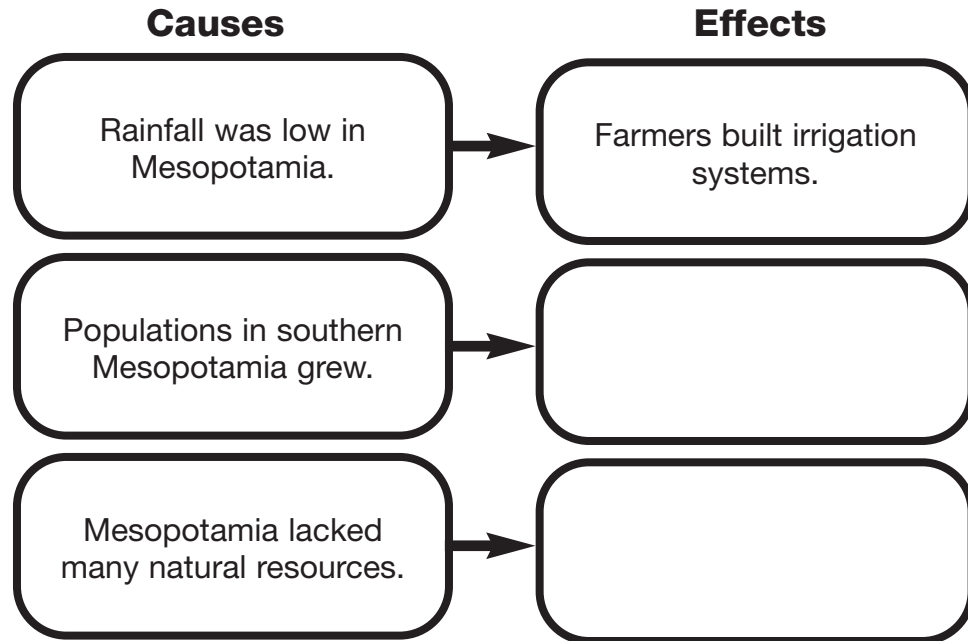 Causes
Effects
Rainfall was low in
Mesopotamia.
Farmers built irrigation
systems.
Populations in southern
Mesopotamia grew.
Mesopotamia lacked
many natural resources.